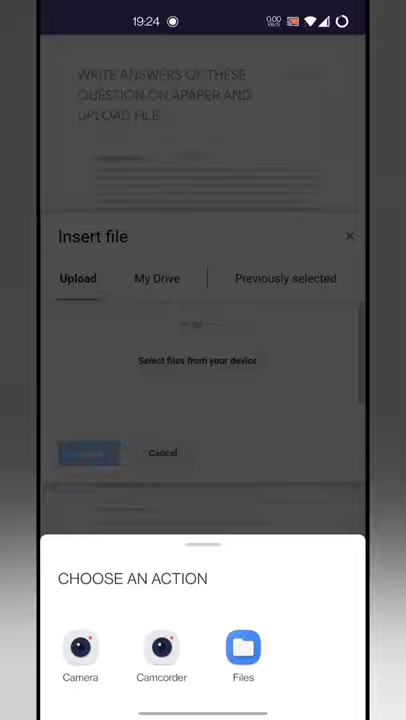 19:24
0.00
WRITE ANSWERS OF THESE
QUESTION ON APAPER AND
UPLOAD FILE
Insert file ×
Upload My Drive Previously selected
— or —
Select files from your device
Cancel
CHOOSE AN ACTION
Camera Camcorder Files